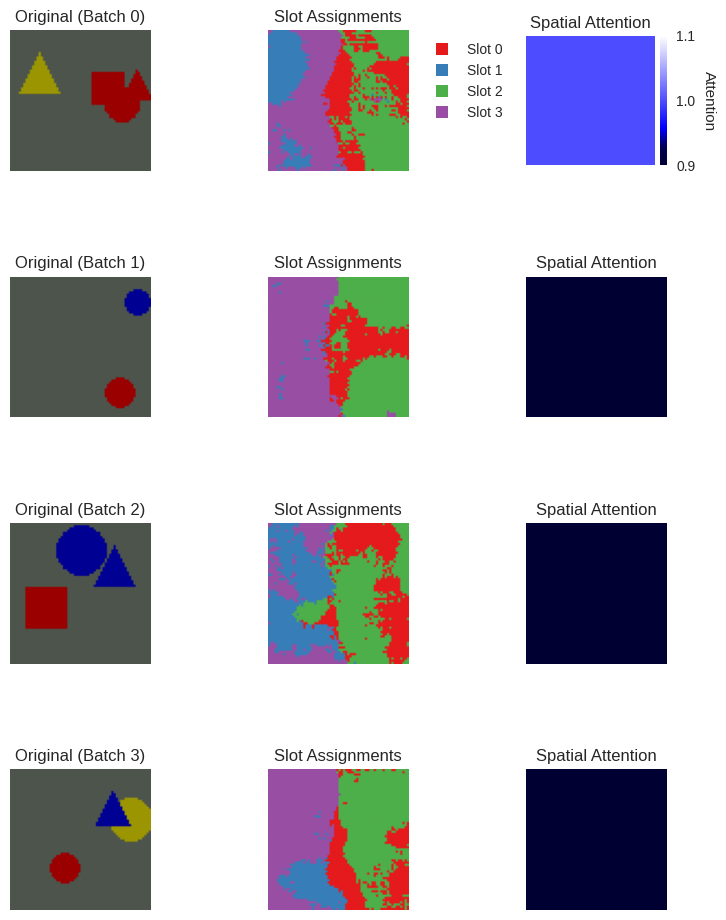 Original (Batch 0)
Slot Assignments
Spatial Attention
Slot 0
Slot 1
Slot 2
Slot 3
1.1
1.0
0.9
Attention
Original (Batch 1)
Slot Assignments
Spatial Attention
Original (Batch 2)
Slot Assignments
Spatial Attention
Original (Batch 3)
Slot Assignments
Spatial Attention